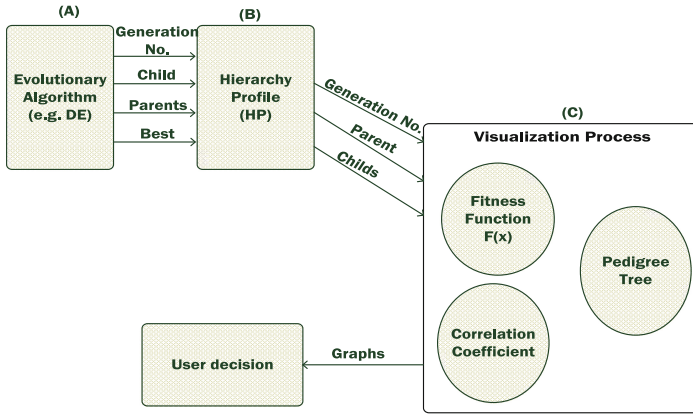 (A)
Evolutionary
Algorithm
(e.g. DE)
Generation
No.
Child
Parents
Best
(B)
Hierarchy
Profile
(HP)
Generation No.
Parent
Childs
(C)
Visualization Process
Fitness
Function
F(x)
Pedigree
Tree
Correlation
Coefficient
Graphs
User decision